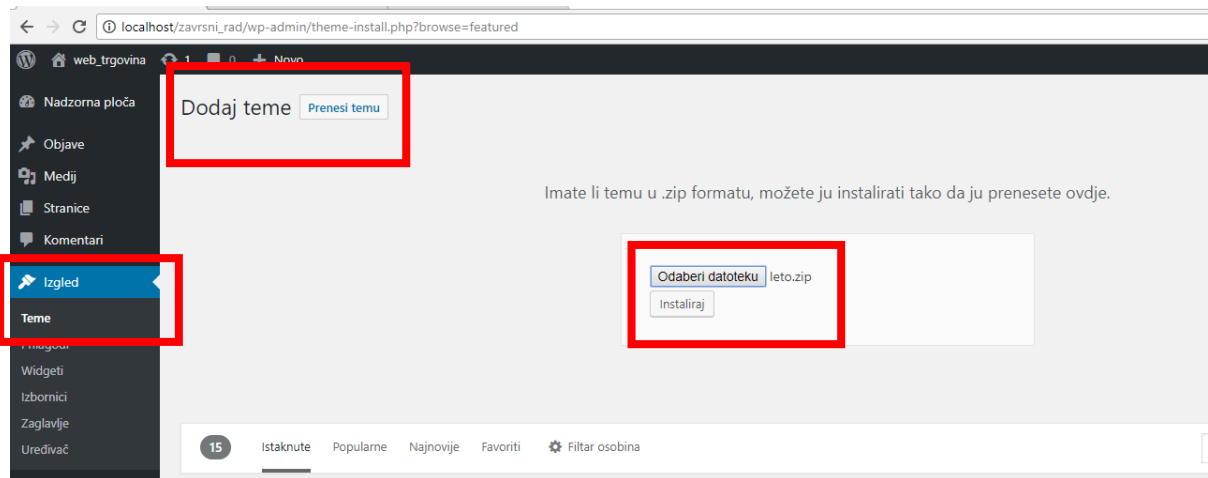 localhost/zavrsni_rad/wp-admin/theme-install.php?browse=featured
web_trgovina 1 0 + Novo
Nadzorna ploča
Objave
Medij
Stranice
Komentari
Izgled
Teme
Prilagodi
Widgeti
Izbornici
Zaglavlje
Uređivač
Dodaj teme Prenesi temu
Imate li temu u .zip formatu, možete ju instalirati tako da ju prenesete ovdje.
Odaberi datoteku leto.zip
Instaliraj
15 Istaknute Popularne Najnovije Favoriti Filtar osobina